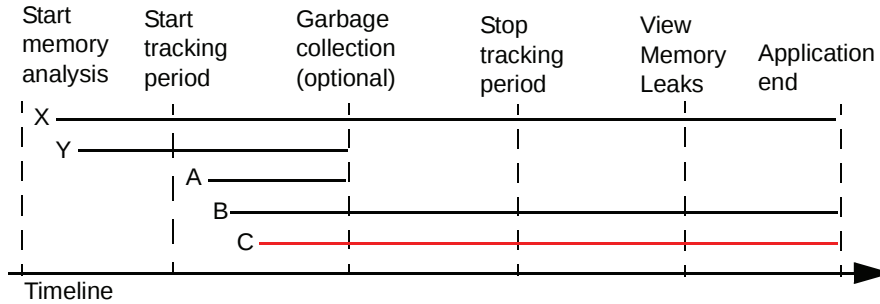 Start
memory
analysis
Start
tracking
period
Garbage
collection
(optional)
Stop
tracking
period
View
Memory
Leaks
Application
end
X
Y
A
B
C
Timeline